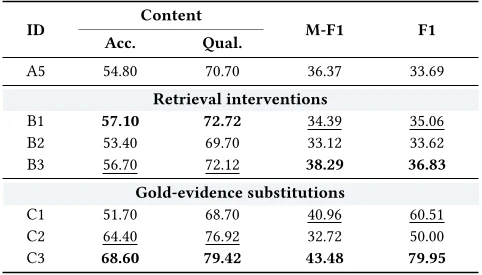 ID Content M-F1 F1
Acc. Qual.
A5 54.80 70.70 36.37 33.69
Retrieval interventions
B1 57.10 72.72 34.39 35.06
B2 53.40 69.70 33.12 33.62
B3 56.70 72.12 38.29 36.83
Gold-evidence substitutions
C1 51.70 68.70 40.96 60.51
C2 64.40 76.92 32.72 50.00
C3 68.60 79.42 43.48 79.95